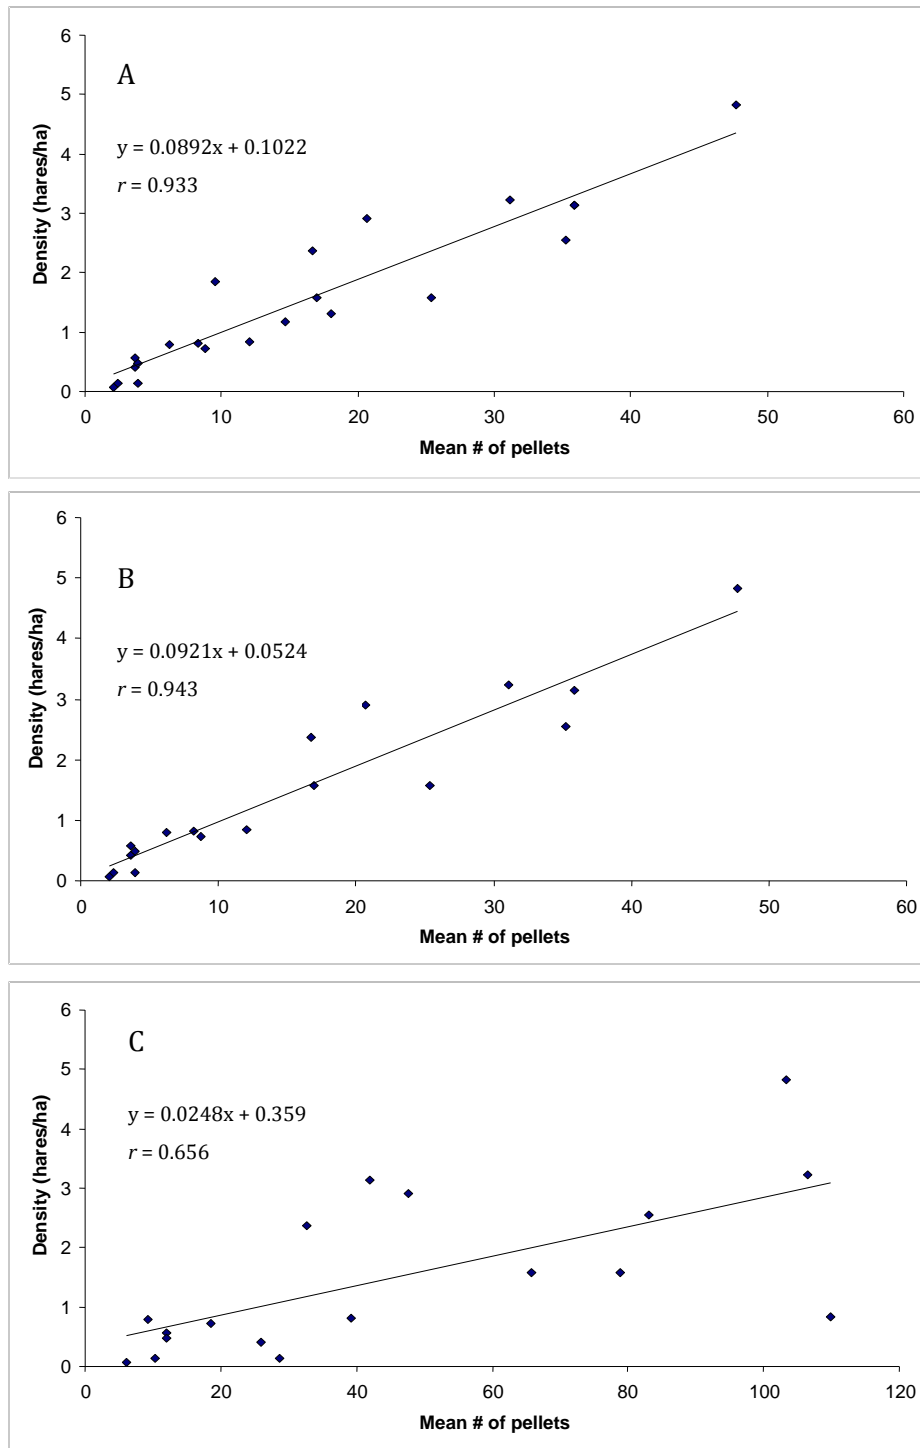 6
A
5
y = 0.0892x + 0.1022
4
r = 0.933
3
Density (hares/ha)
2
1
0
0 10 20 30 40 50 60
Mean # of pellets
6
B
5
4
y = 0.0921x + 0.0524
r = 0.943
3
Density (hares/ha)
2
1
0
0 10 20 30 40 50 60
Mean # of pellets
6
C
5
y = 0.0248x + 0.359
4
r = 0.656
3
Density (hares/ha)
2
1
0
0 20 40 60 80 100 120
Mean # of pellets